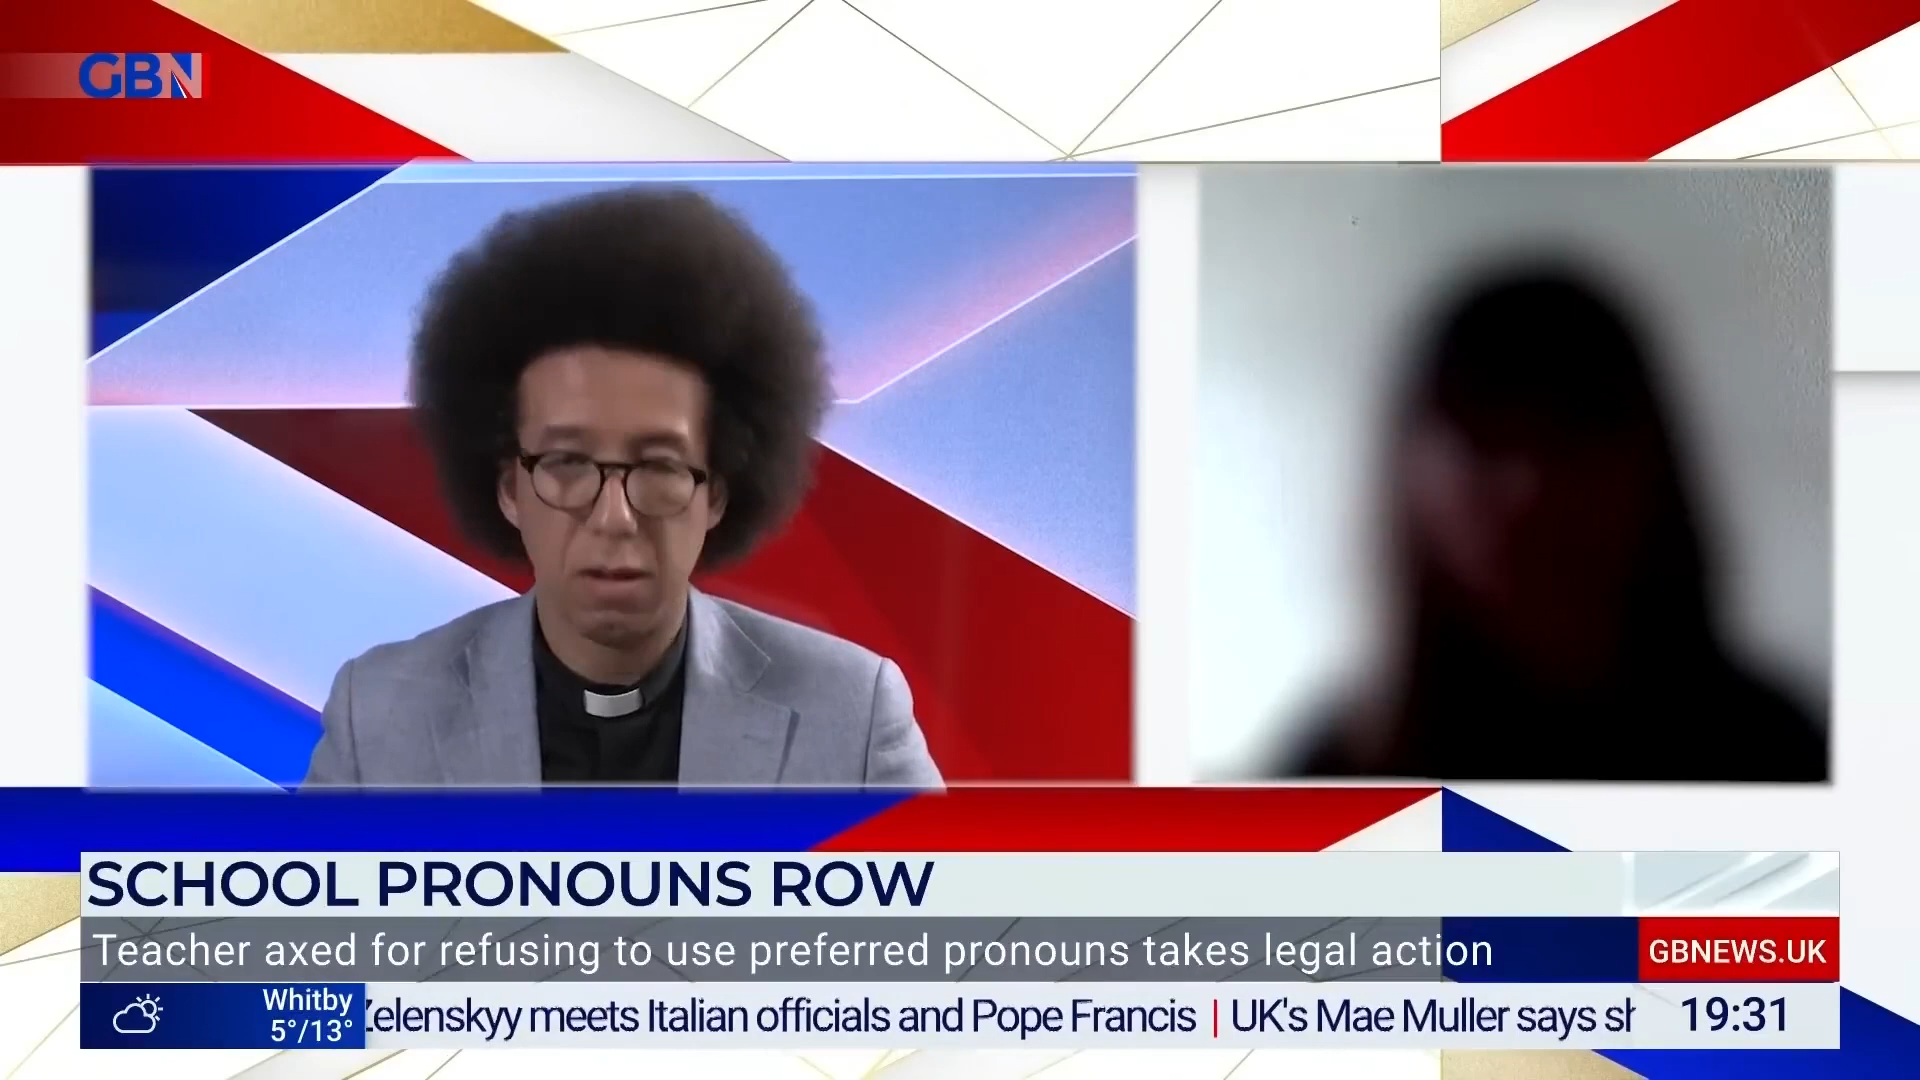 GBN
SCHOOL PRONOUNS ROW
Teacher axed for refusing to use preferred pronouns takes legal action
GBNEWS.UK
Whitby
5°/13°
Zelenskyy meets Italian officials and Pope Francis | UK's Mae Muller says sh
19:31